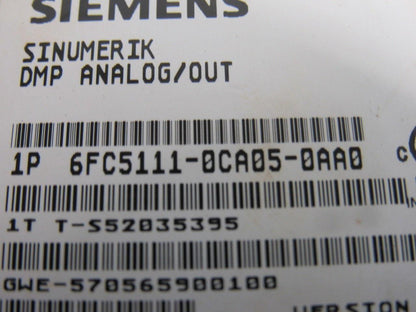 SIEMENS
SINUMERIK
DMP ANALOG/OUT
1P 6FC5111-0CA05-0AA0
1T T-S52035395
GWE-570565900100
VERSION